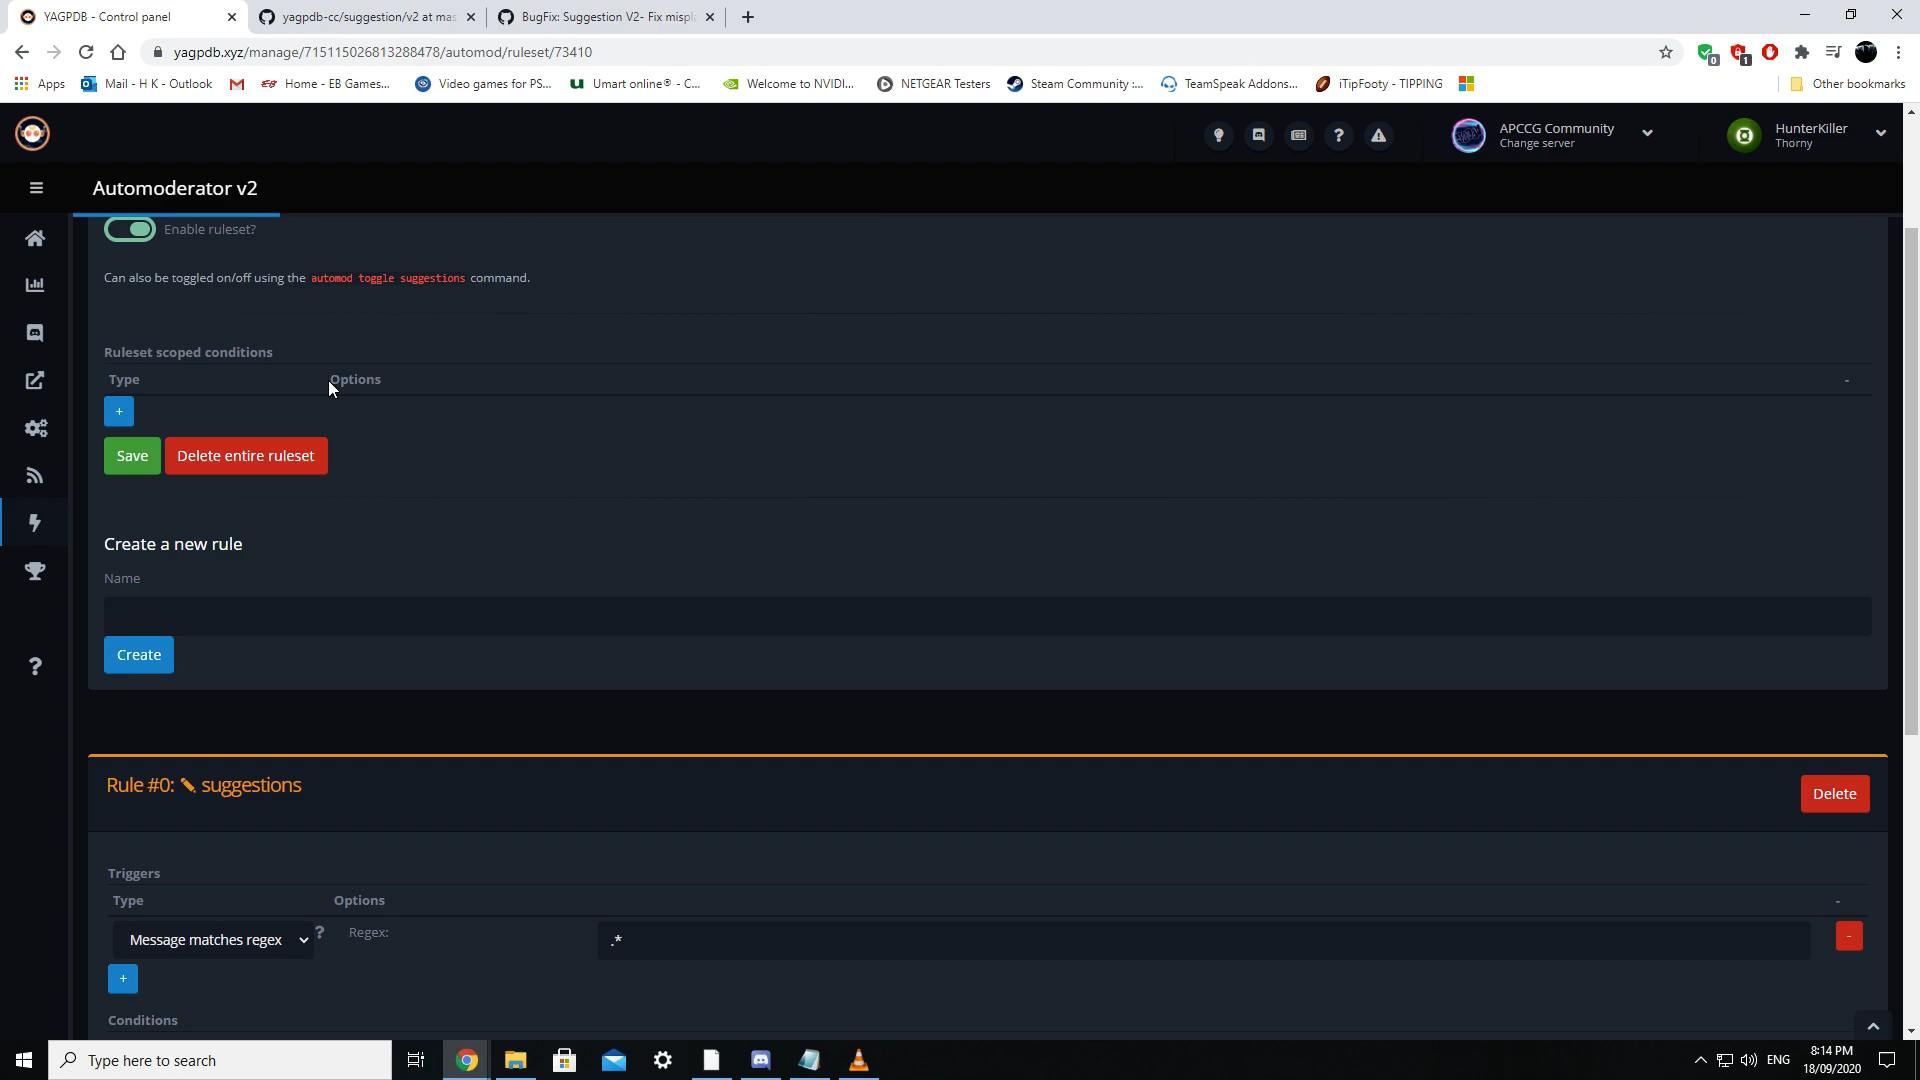 YAGPDB - Control panel
yagpdb-cc/suggestion/v2 at mas
BugFix: Suggestion V2- Fix mispl
yagpdb.xyz/manage/715115026813288478/automod/ruleset/73410
0
1
Apps
Mail - H K - Outlook
Home - EB Games...
Video games for PS...
Umart online® - C...
Welcome to NVIDI...
NETGEAR Testers
Steam Community :...
TeamSpeak Addons...
iTipFooty - TIPPING
Other bookmarks
APCCG Community
Change server
HunterKiller
Thorny
Automoderator v2
Enable ruleset?
Can also be toggled on/off using the automod toggle suggestions command.
Ruleset scoped conditions
Type Options -
+
Save Delete entire ruleset
Create a new rule
Name
Create
Rule #0: suggestions
Delete
Triggers
Type Options -
Message matches regex ? Regex: .* -
+
Conditions
Type here to search
ENG
8:14 PM
18/09/2020